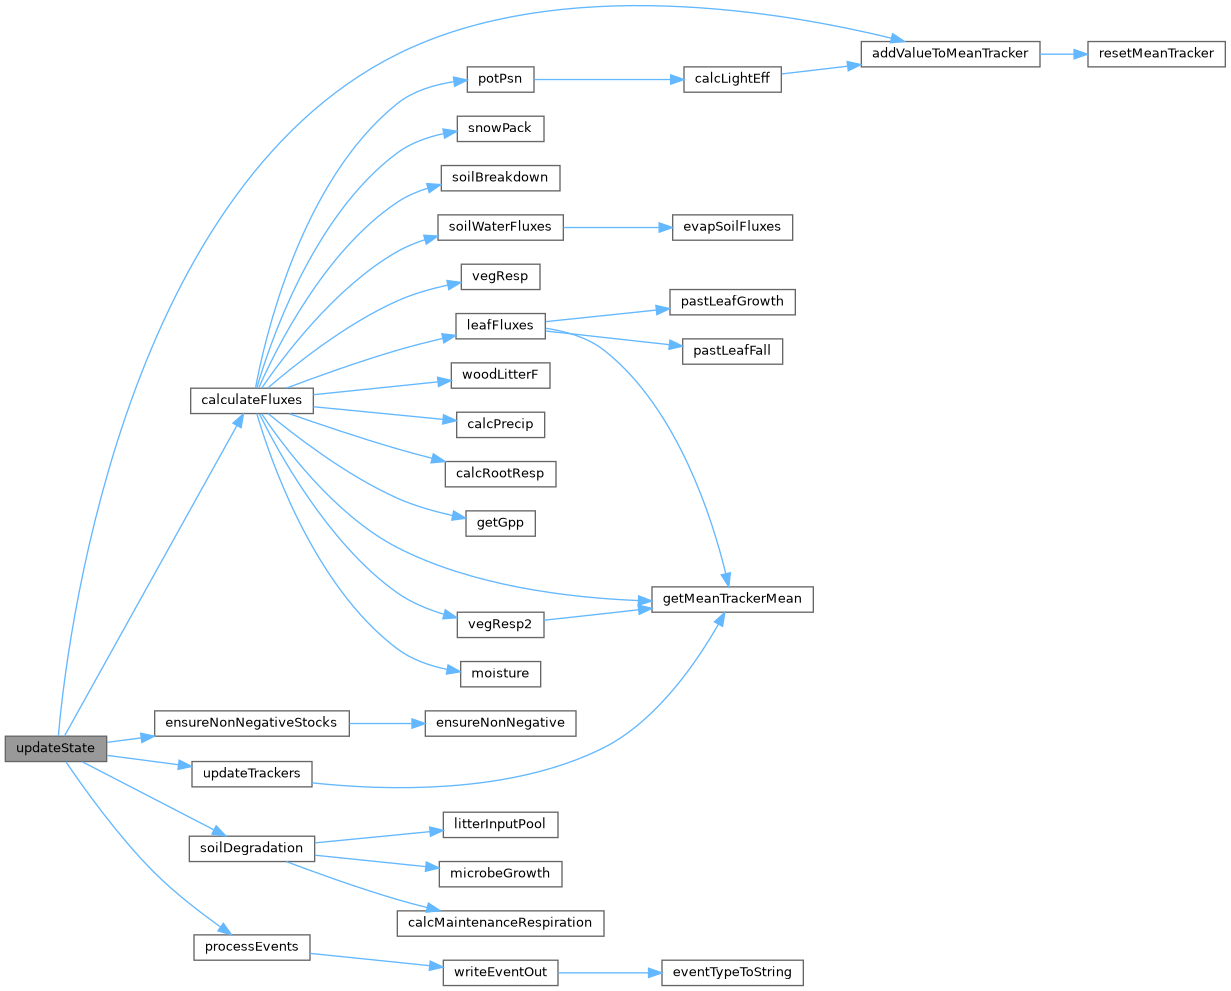 addValueToMeanTracker
resetMeanTracker
potPsn
calcLightEff
snowPack
soilBreakdown
soilWaterFluxes
evapSoilFluxes
vegResp
pastLeafGrowth
leafFluxes
pastLeafFall
woodLitterF
calculateFluxes
calcPrecip
calcRootResp
getGpp
getMeanTrackerMean
vegResp2
moisture
ensureNonNegativeStocks
ensureNonNegative
updateState
updateTrackers
litterInputPool
soilDegradation
microbeGrowth
calcMaintenanceRespiration
processEvents
writeEventOut
eventTypeToString